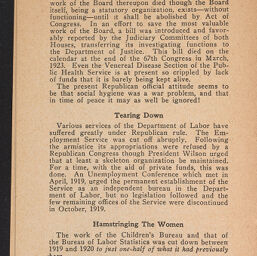 work of the Board thereupon died though the Board
itself, being a statutory organization, exists—without
functioning—until it shall be abolished by Act of
Congress. In an effort to save the most valuable
work of the Board, a bill was introduced and favor-
ably reported by the Judiciary Committees of both
Houses, transferring its investigating functions to
the Department of Justice. This bill died on the
calendar at the end of the 67th Congress in March,
1923. Even the Venereal Disease Section of the Pub-
lic Health Service is at present so crippled by lack
of funds that it is barely being kept alive.
The present Republican official attitude seems to
be that social hygiene was a war problem, and that
in time of peace it may as well be ignored!
Tearing Down
Various services of the Department of Labor have
suffered greatly under Republican rule. The Em-
ployment Service was cut off abruptly. Following
the armistice its appropriations were refused by a
Republican Congress though President Wilson urged
that at least a skeleton organization be maintained.
For a time, with the aid of private funds, this was
done. An Unemployment Conference which met in
April, 1919, urged the permanent establishment of the
Service as an independent bureau in the Depart-
ment of Labor, but no legislation followed and the
few remaining offices of the Service were discontinued
in October, 1919.
Hamstringing The Women
The work of the Children's Bureau and that of
the Bureau of Labor Statistics was cut down between
1919 and 1920 to just one-half of what it had previously